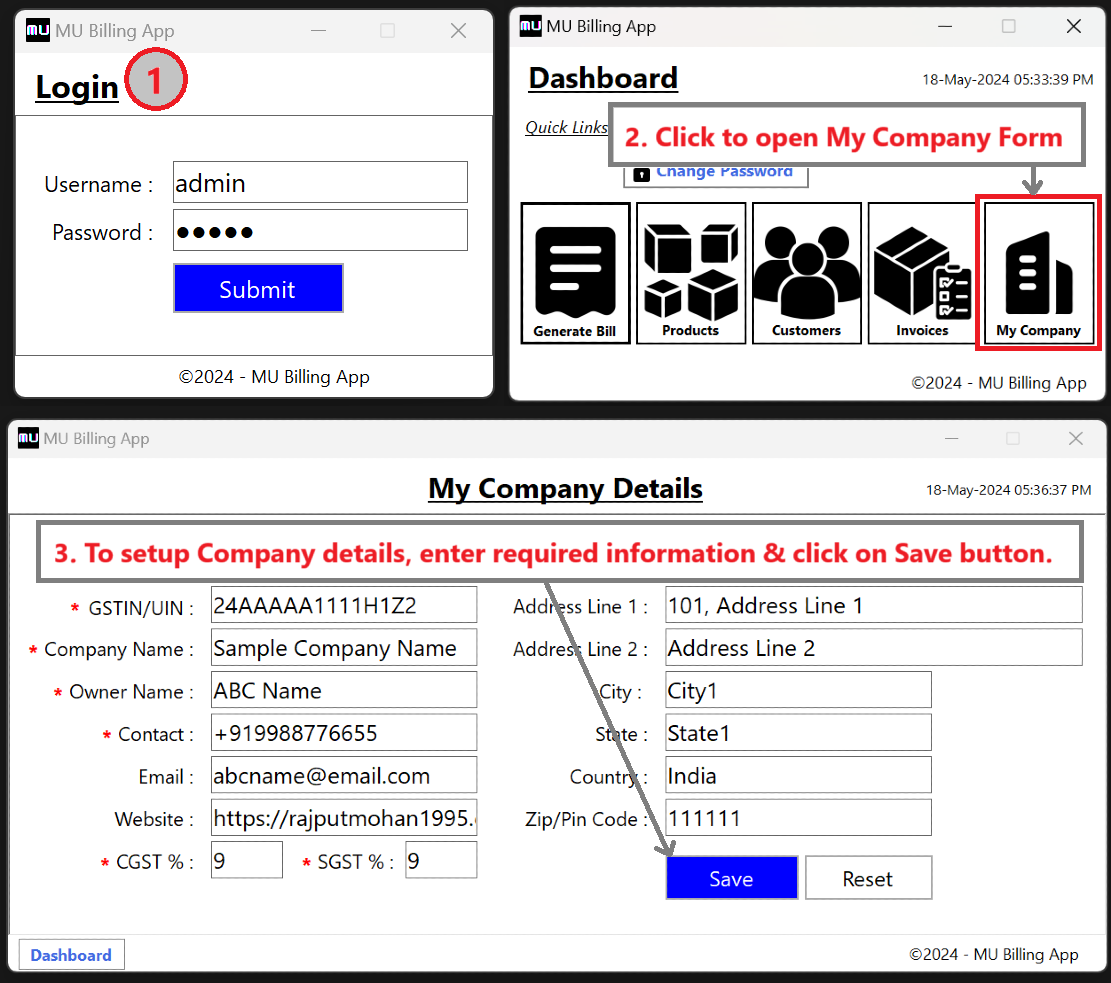 MU MU Billing App
Login 1
Username : admin
Password : ●●●●●
Submit
©2024 - MU Billing App
MU MU Billing App
Dashboard 18-May-2024 05:33:39 PM
Quick Links
2. Click to open My Company Form
Change Password
Generate Bill Products Customers Invoices My Company
©2024 - MU Billing App
MU MU Billing App
My Company Details 18-May-2024 05:36:37 PM
3. To setup Company details, enter required information & click on Save button.
* GSTIN/UIN : 24AAAAA1111H1Z2 Address Line 1 : 101, Address Line 1
* Company Name : Sample Company Name Address Line 2 : Address Line 2
* Owner Name : ABC Name City : City1
* Contact : +919988776655 State : State1
Email : abcname@email.com Country : India
Website : https://rajputmohan1995. Zip/Pin Code : 111111
* CGST % : 9 * SGST % : 9
Save Reset
Dashboard ©2024 - MU Billing App